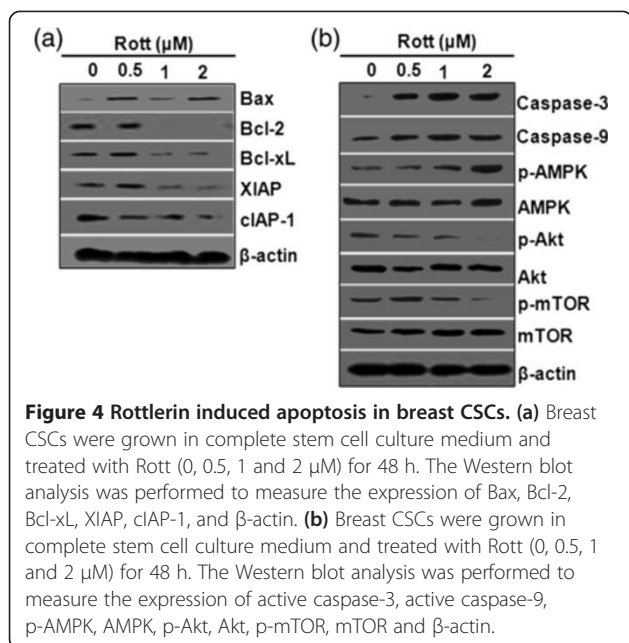 (a)
Rott (µM)
0 0.5 1 2
Bax
Bcl-2
Bcl-xL
XIAP
cIAP-1
β-actin
(b)
Rott (µM)
0 0.5 1 2
Caspase-3
Caspase-9
p-AMPK
AMPK
p-Akt
Akt
p-mTOR
mTOR
β-actin
Figure 4 Rottlerin induced apoptosis in breast CSCs. (a) Breast
CSCs were grown in complete stem cell culture medium and
treated with Rott (0, 0.5, 1 and 2 µM) for 48 h. The Western blot
analysis was performed to measure the expression of Bax, Bcl-2,
Bcl-xL, XIAP, cIAP-1, and β-actin. (b) Breast CSCs were grown in
complete stem cell culture medium and treated with Rott (0, 0.5, 1
and 2 µM) for 48 h. The Western blot analysis was performed to
measure the expression of active caspase-3, active caspase-9,
p-AMPK, AMPK, p-Akt, Akt, p-mTOR, mTOR and β-actin.